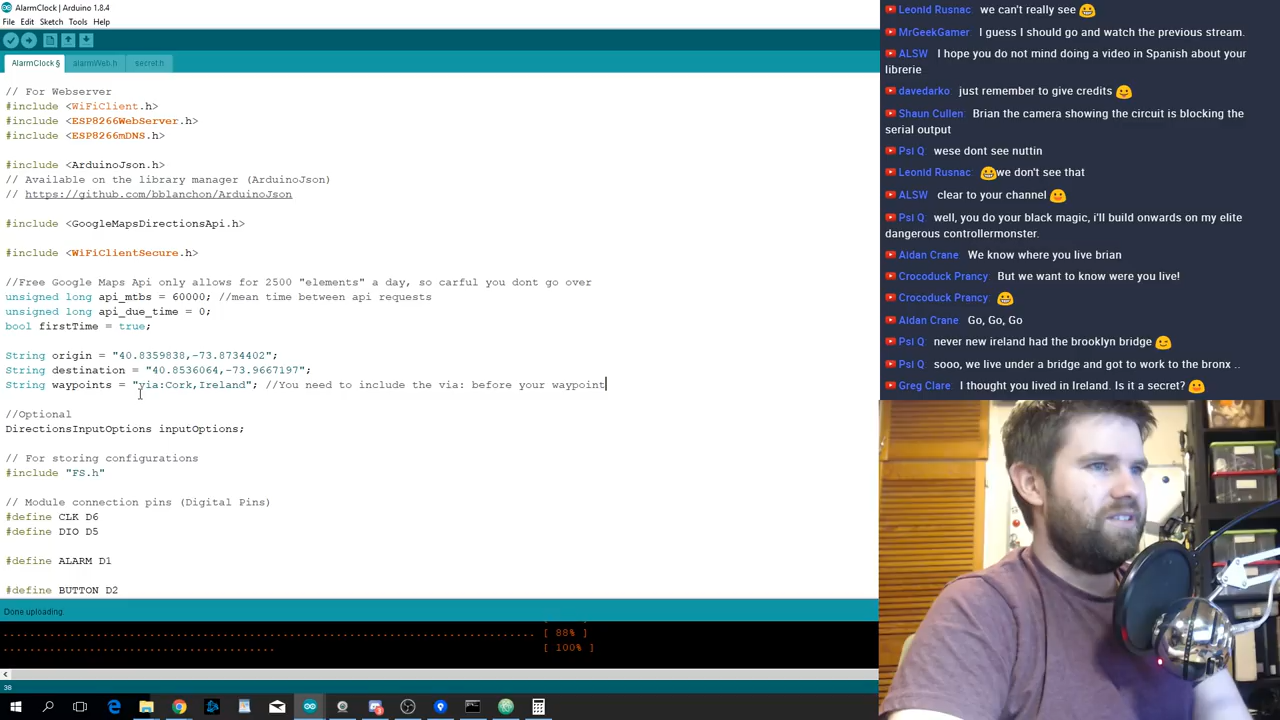 AlarmClock | Arduino 1.8.4
File Edit Sketch Tools Help
AlarmClock § alarmWeb.h secret.h
// For Webserver
#include <WiFiClient.h>
#include <ESP8266WebServer.h>
#include <ESP8266mDNS.h>
#include <ArduinoJson.h>
// Available on the library manager (ArduinoJson)
// https://github.com/bblanchon/ArduinoJson
#include <GoogleMapsDirectionsApi.h>
#include <WiFiClientSecure.h>
//Free Google Maps Api only allows for 2500 "elements" a day, so carful you dont go over
unsigned long api_mtbs = 60000; //mean time between api requests
unsigned long api_due_time = 0;
bool firstTime = true;
String origin = "40.8359838,-73.8734402";
String destination = "40.8536064,-73.9667197";
String waypoints = "via:Cork,Ireland"; //You need to include the via: before your waypoint
//Optional
DirectionsInputOptions inputOptions;
// For storing configurations
#include "FS.h"
// Module connection pins (Digital Pins)
#define CLK D6
#define DIO D5
#define ALARM D1
#define BUTTON D2
Done uploading.
[ 88% ]
[ 100% ]
38
Leonid Rusnac we can't really see
MrGeekGamer I guess I should go and watch the previous stream.
ALSW I hope you do not mind doing a video in Spanish about your
librerie
davedarko just remember to give credits
Shaun Cullen Brian the camera showing the circuit is blocking the
serial output
Psi Q wese dont see nuttin
Leonid Rusnac we don't see that
ALSW clear to your channel
Psi Q well, you do your black magic, i'll build onwards on my elite
dangerous controllermonster.
Aidan Crane We know where you live brian
Crocoduck Prancy But we want to know were you live!
Crocoduck Prancy
Aidan Crane Go, Go, Go
Psi Q never new ireland had the brooklyn bridge
Psi Q sooo, we live under a bridge and got to work to the bronx ..
Greg Clare I thought you lived in Ireland. Is it a secret?